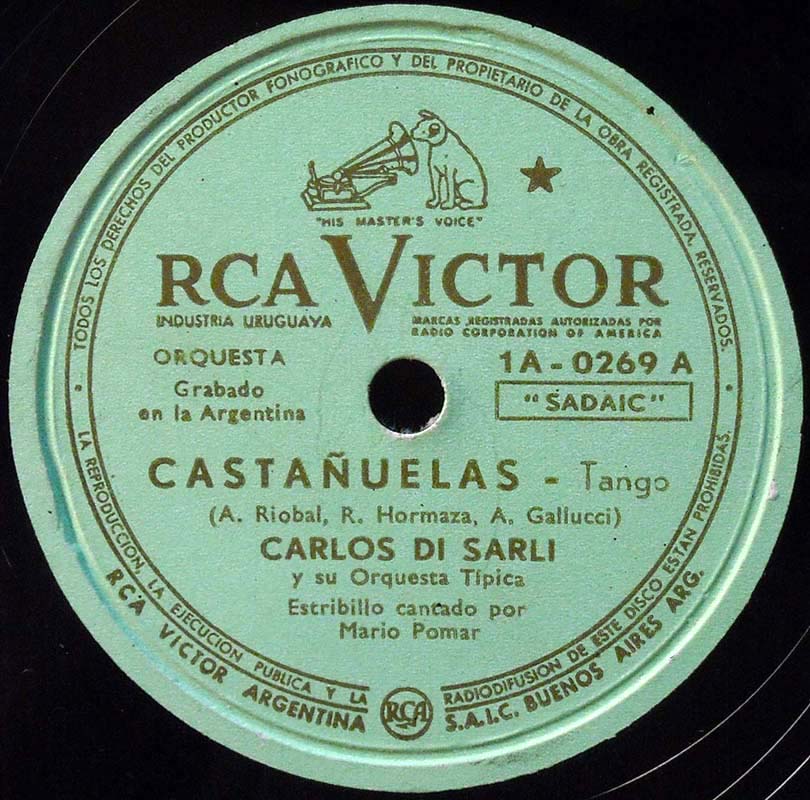 TODOS LOS DERECHOS DEL PRODUCTOR FONOGRAFICO Y DEL PROPIETARIO DE LA OBRA REGISTRADA, RESERVADOS.
"HIS MASTER'S VOICE"
RCA VICTOR
INDUSTRIA URUGUAYA
MARCAS REGISTRADAS AUTORIZADAS POR
RADIO CORPORATION OF AMERICA
ORQUESTA
1A-0269 A
Grabado
en la Argentina
"SADAIC"
CASTAÑUELAS - Tango
(A. Riobal, R. Hormaza, A. Gallucci)
CARLOS DI SARLI
y su Orquesta Típica
Estribillo cantado por
Mario Pomar
LA REPRODUCCION, LA EJECUCION PUBLICA Y LA RADIODIFUSION DE ESTE DISCO ESTAN PROHIBIDAS.
RCA VICTOR ARGENTINA RCA S.A.I.C. BUENOS AIRES ARG.